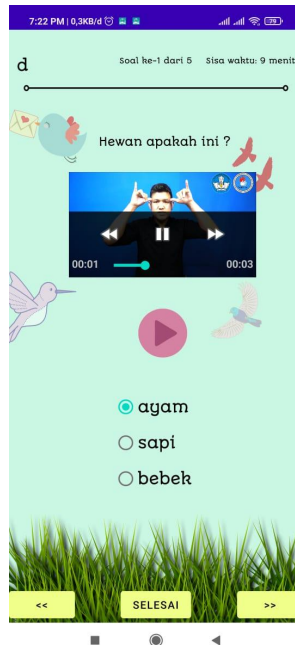 7:22 PM | 0,3KB/d
79
d
Soal ke-1 dari 5
Sisa waktu: 9 menit
Hewan apakah ini ?
00:01
00:03
ayam
sapi
bebek
<<
SELESAI
>>